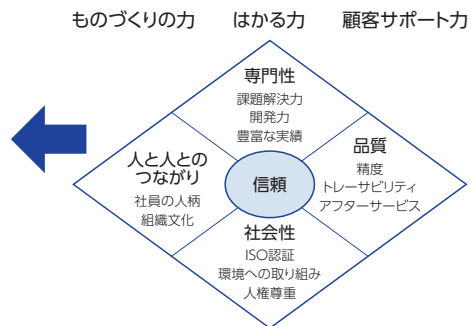 ものづくりの力 はかる力 顧客サポート力
専門性
課題解決力
開発力
豊富な実績
人と人との
つながり
社員の人柄
組織文化
信頼
品質
精度
トレーサビリティ
アフターサービス
社会性
ISO認証
環境への取り組み
人権尊重